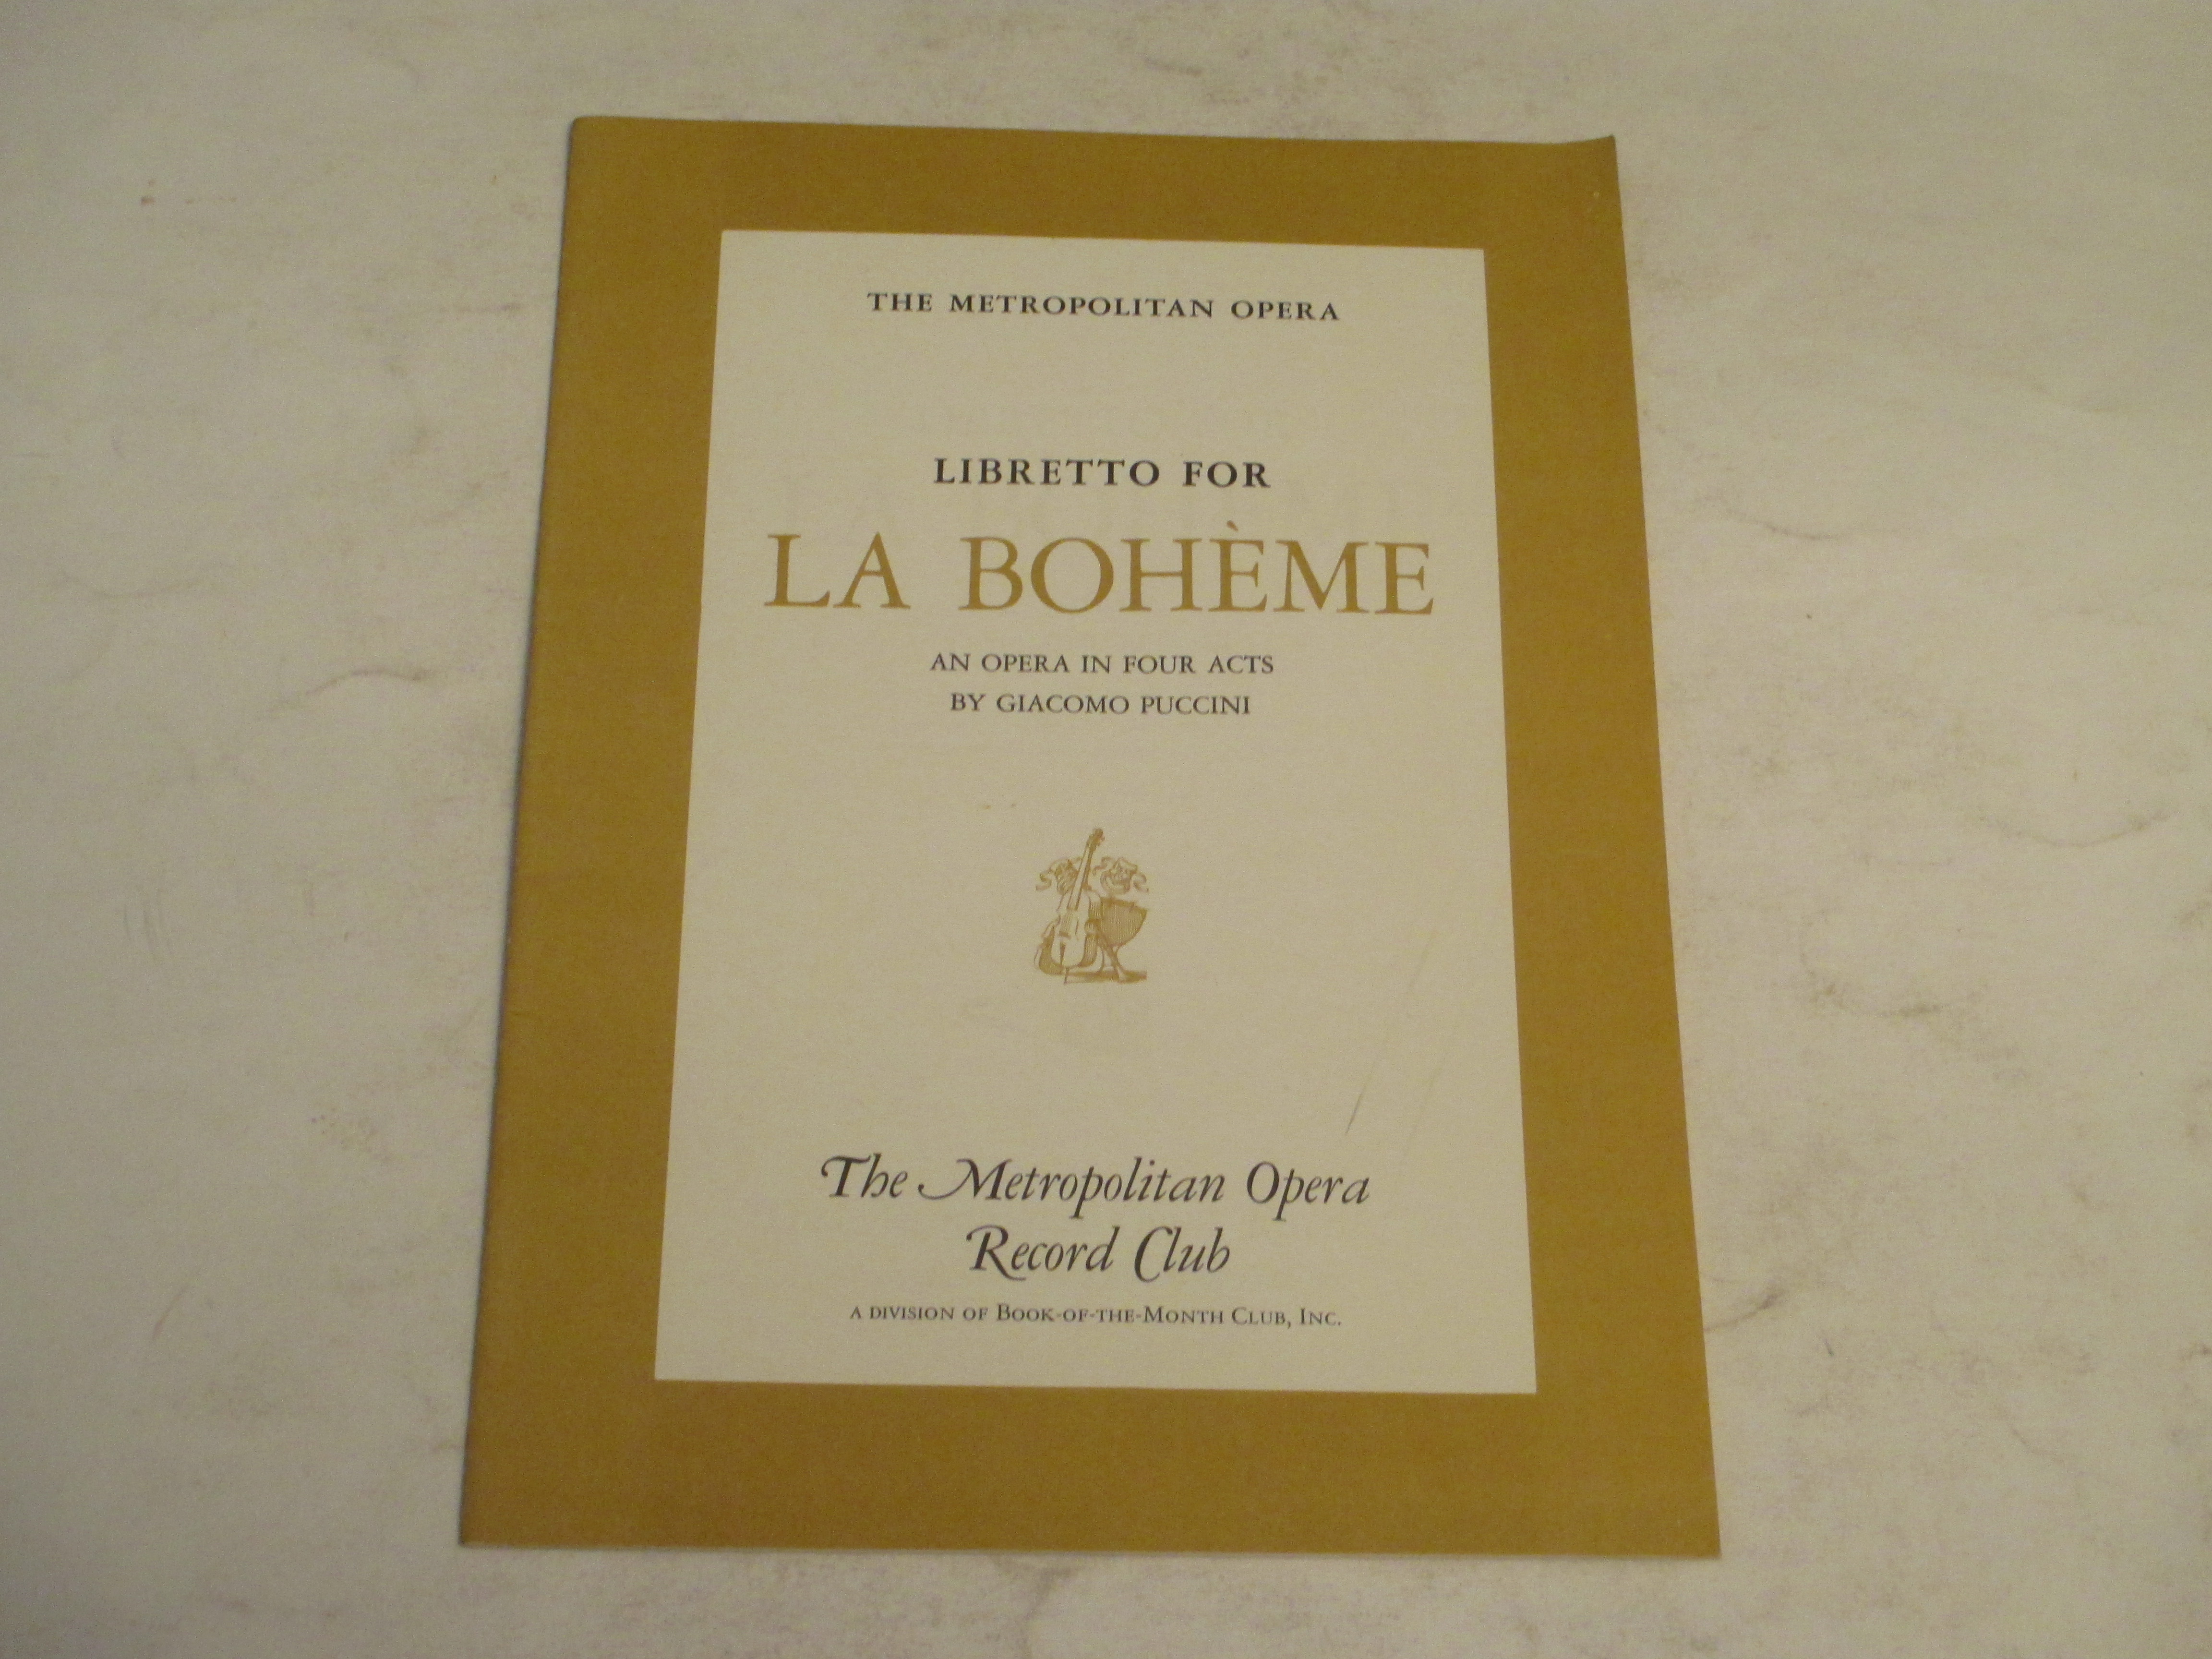 THE METROPOLITAN OPERA
LIBRETTO FOR
LA BOHÈME
AN OPERA IN FOUR ACTS
BY GIACOMO PUCCINI
The Metropolitan Opera
Record Club
A DIVISION OF BOOK-OF-THE-MONTH CLUB, INC.